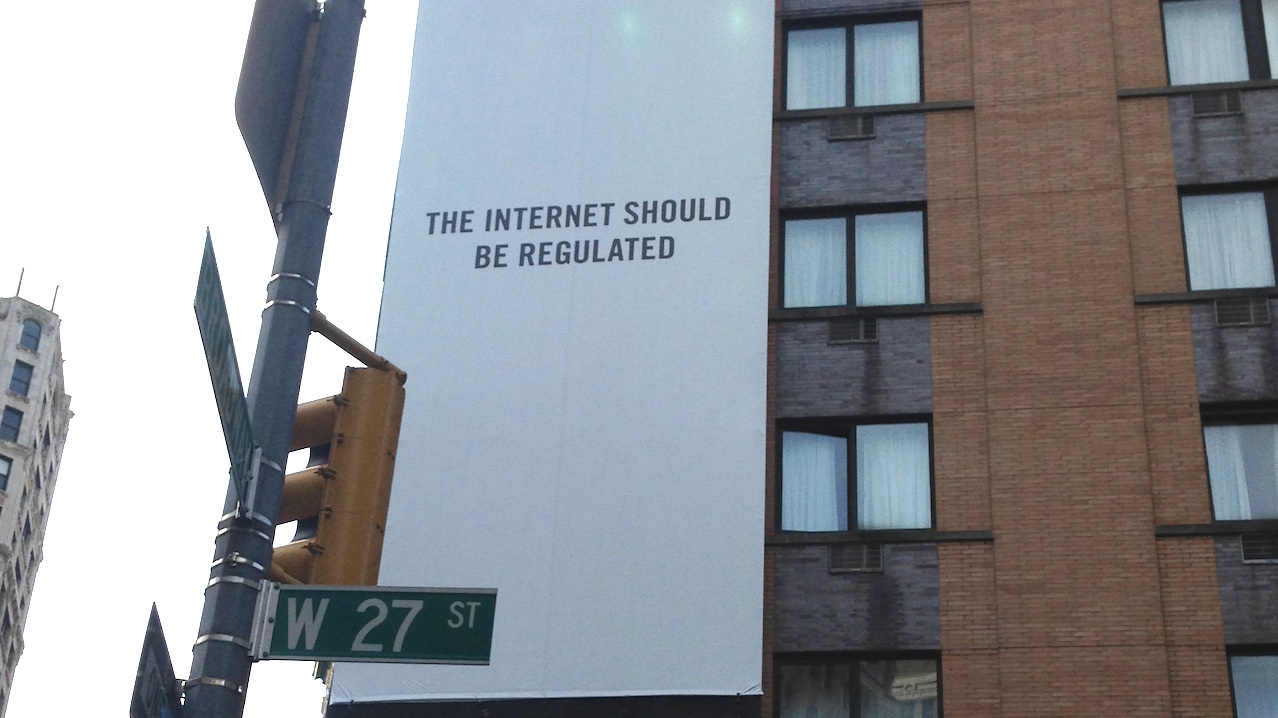 THE INTERNET SHOULD
BE REGULATED
W 27 ST